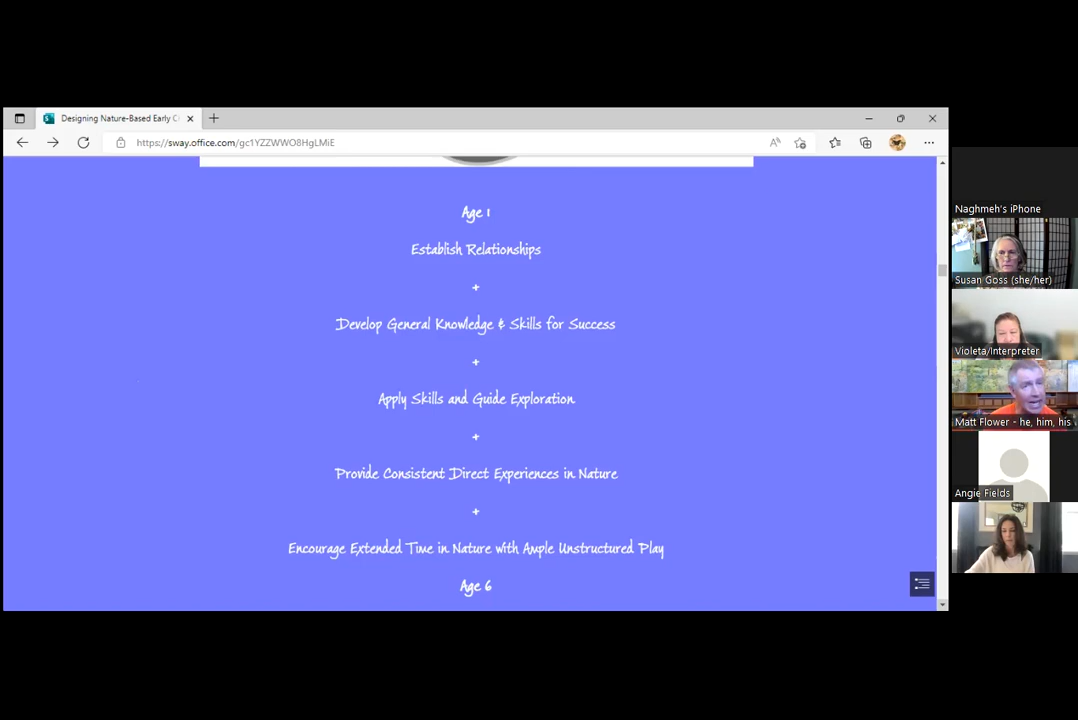 Designing Nature-Based Early C
https://sway.office.com/gc1YZZWWO8HgLMiE
Age 1
Establish Relationships
+
Develop General Knowledge & Skills for Success
+
Apply Skills and Guide Exploration
+
Provide Consistent Direct Experiences in Nature
+
Encourage Extended Time in Nature with Ample Unstructured Play
Age 6
Naghmeh's iPhone
Susan Goss (she/her)
Violeta/Interpreter
Matt Flower - he, him, his
Angie Fields